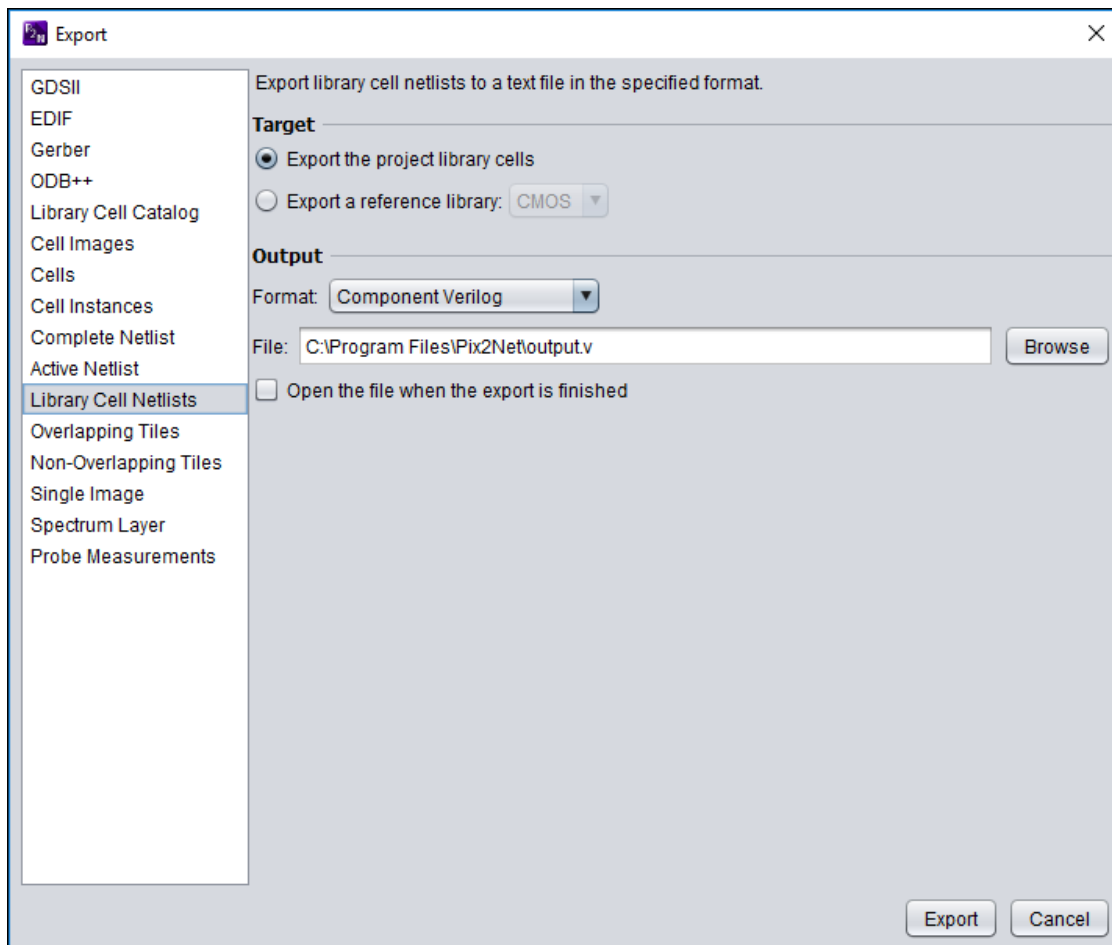 P2N Export
GDSII
EDIF
Gerber
ODB++
Library Cell Catalog
Cell Images
Cells
Cell Instances
Complete Netlist
Active Netlist
Library Cell Netlists
Overlapping Tiles
Non-Overlapping Tiles
Single Image
Spectrum Layer
Probe Measurements
Export library cell netlists to a text file in the specified format.
Target
Export the project library cells
Export a reference library: CMOS
Output
Format: Component Verilog
File: C:\Program Files\Pix2Net\output.v Browse
Open the file when the export is finished
Export Cancel